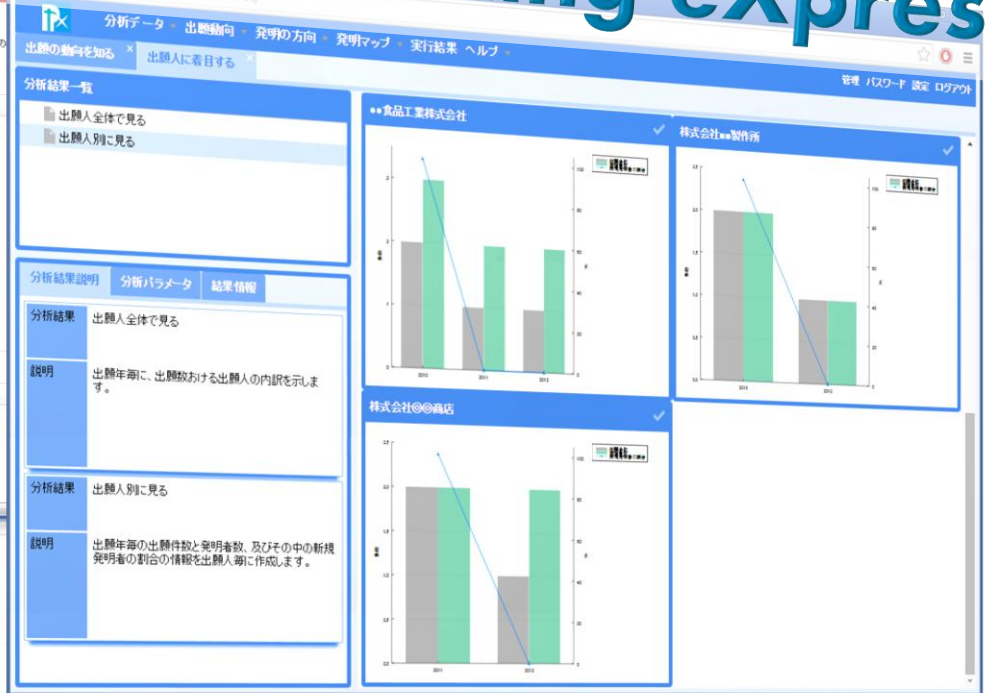 ing eXpres
分析データ 出願動向 発明の方向 発明マップ 実行結果 ヘルプ
出願の動向を知る × 出願人に着目する ×
管理 パスワード 設定 ログアウト
分析結果一覧
出願人全体で見る
出願人別に見る
分析結果説明 分析パラメータ 結果情報
分析結果 出願人全体で見る
説明 出願年毎に、出願数おける出願人の内訳を示しま
す。
分析結果 出願人別に見る
説明 出願年毎の出願件数と発明者数、及びその中の新規
発明者の割合の情報を出願人毎に作成します。
●●食品工業株式会社
2010 2011 2012
株式会社■■製作所
株式会社◎◎商店